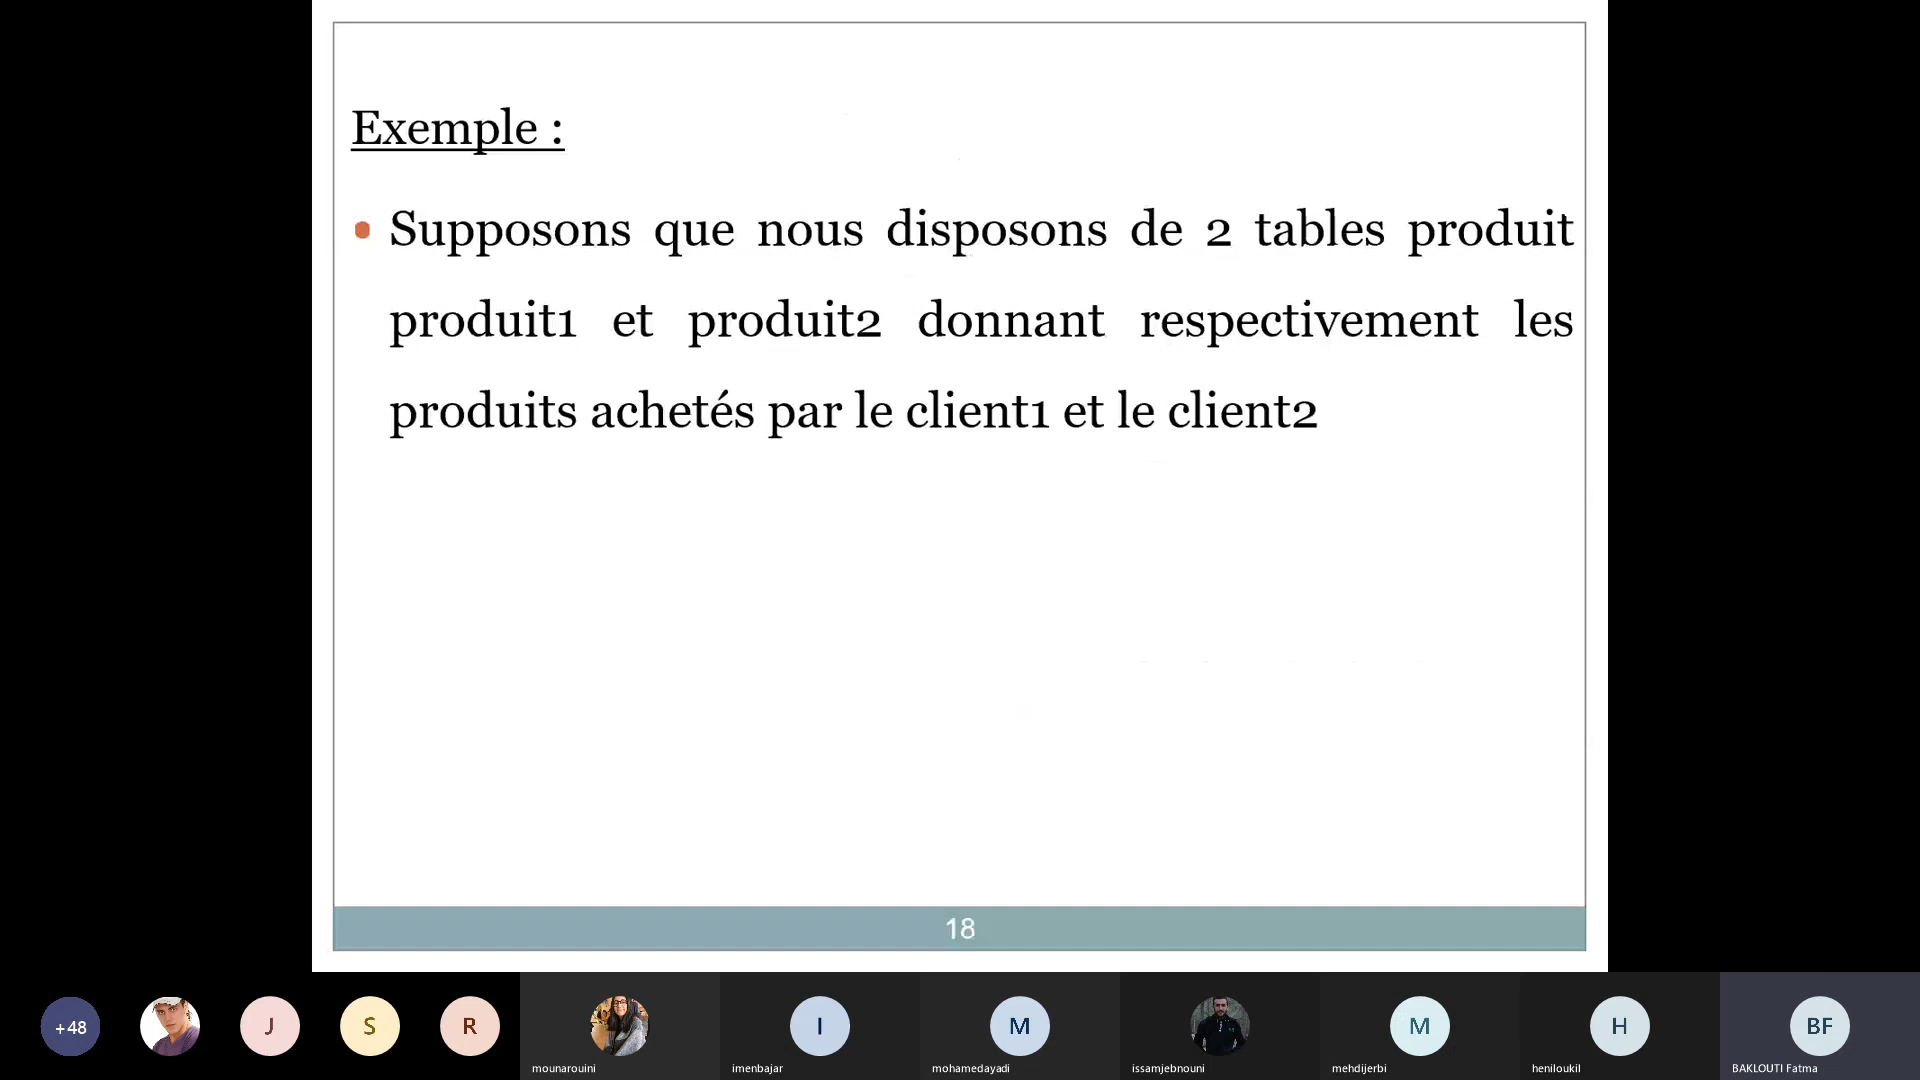 Exemple :
Supposons que nous disposons de 2 tables produit
produit1 et produit2 donnant respectivement les
produits achetés par le client1 et le client2
18
+48
J
S
R
I
M
M
H
BF
mounarouini
imenbajar
mohamedayadi
issamjebnouni
mehdijerbi
heniloukil
BAKLOUTI Fatma